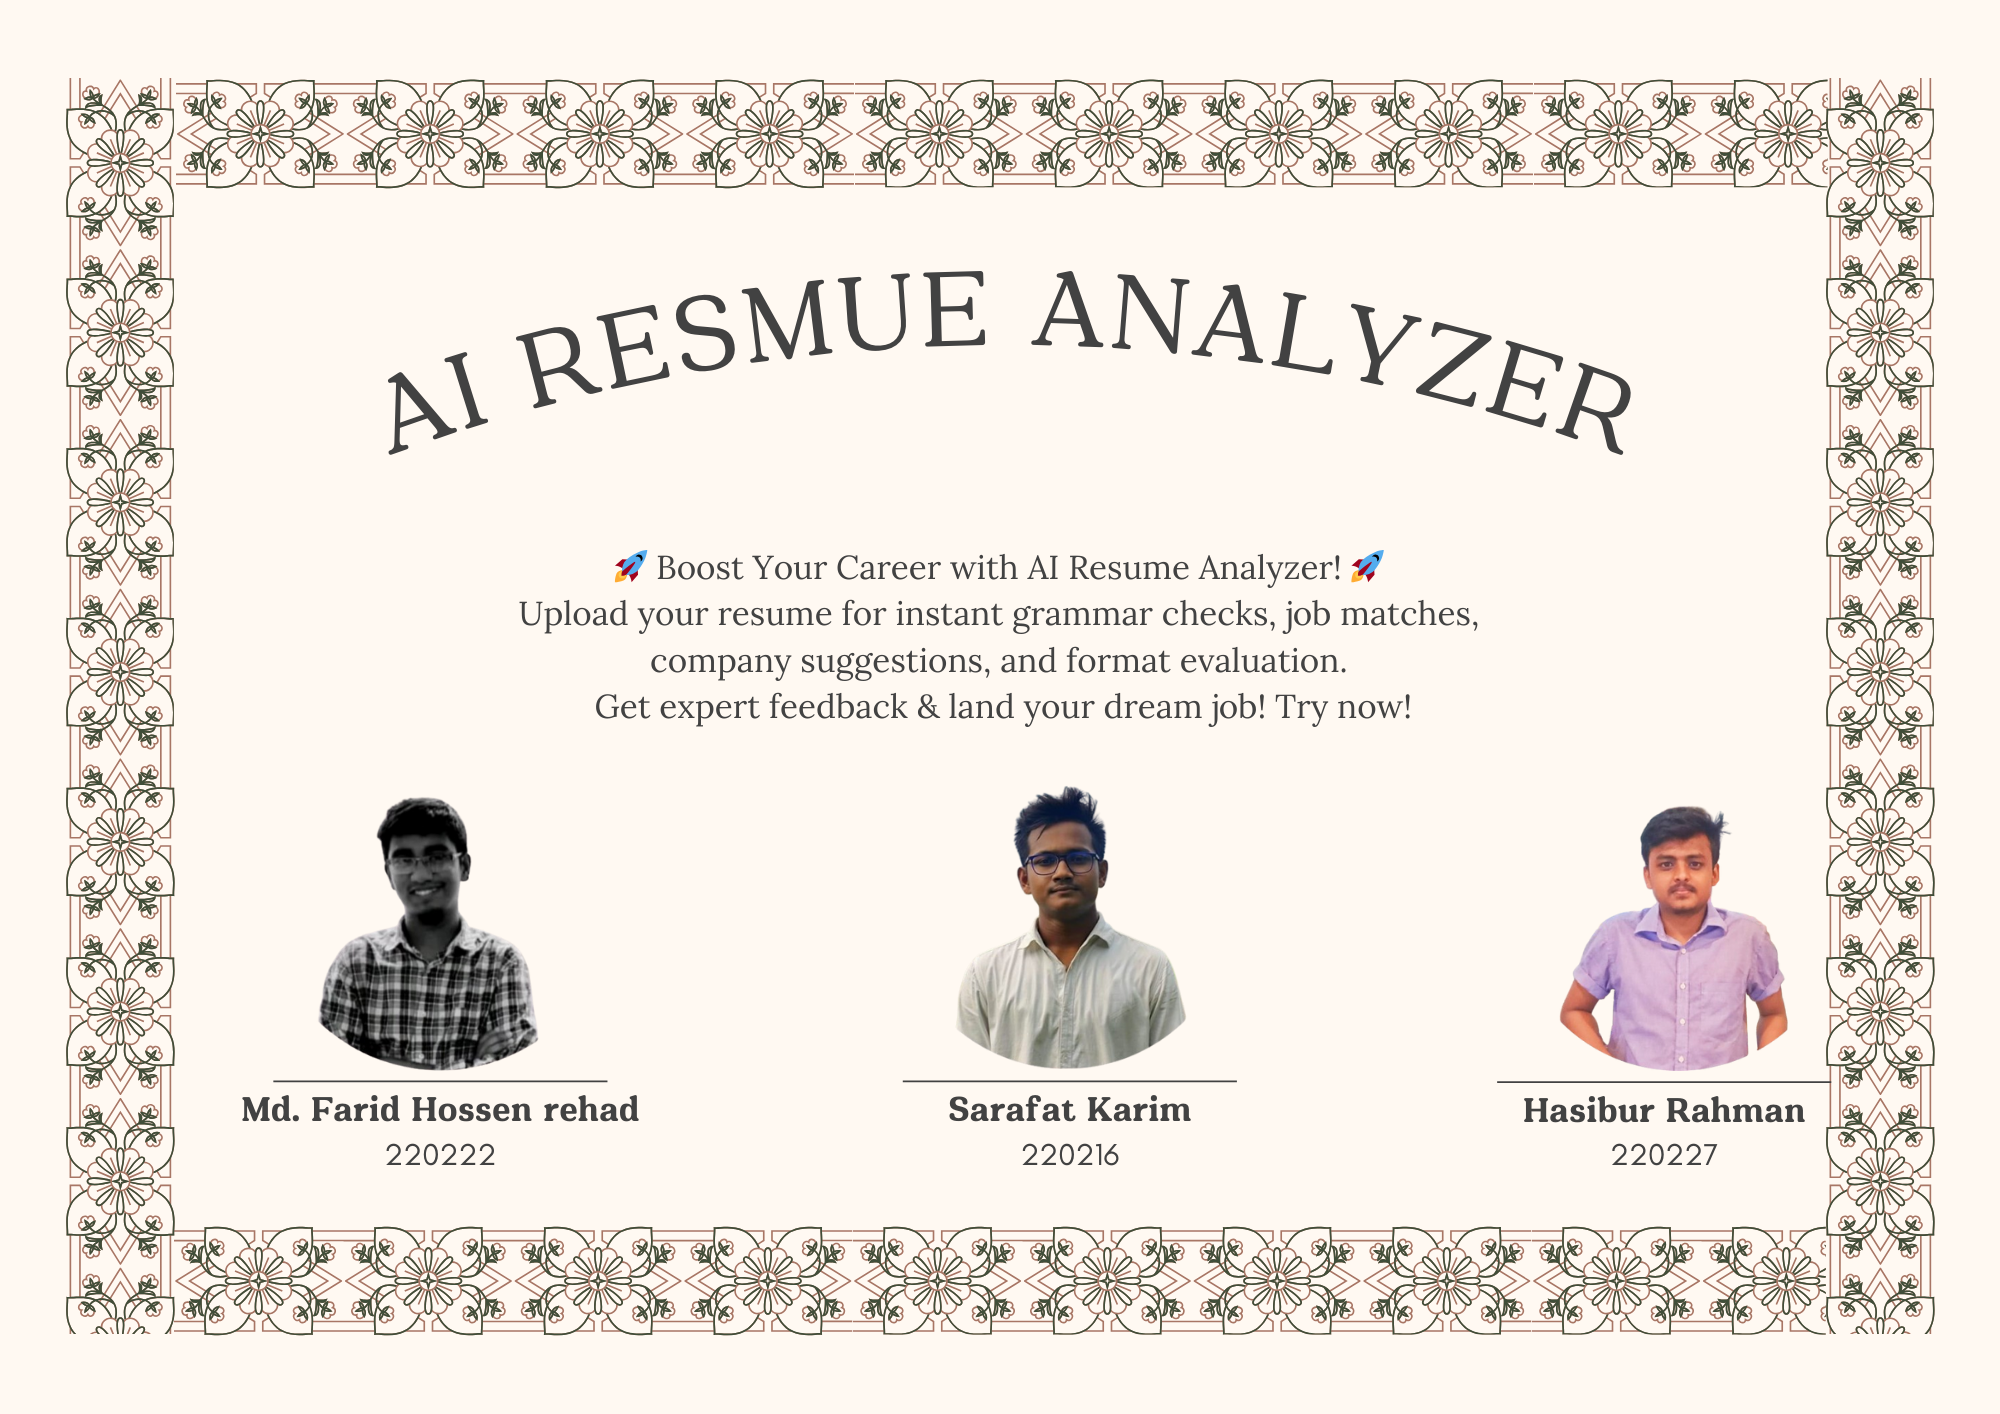 AI RESMUE ANALYZER
🚀 Boost Your Career with AI Resume Analyzer! 🚀
Upload your resume for instant grammar checks, job matches,
company suggestions, and format evaluation.
Get expert feedback & land your dream job! Try now!
Md. Farid Hossen rehad
220222
Sarafat Karim
220216
Hasibur Rahman
220227